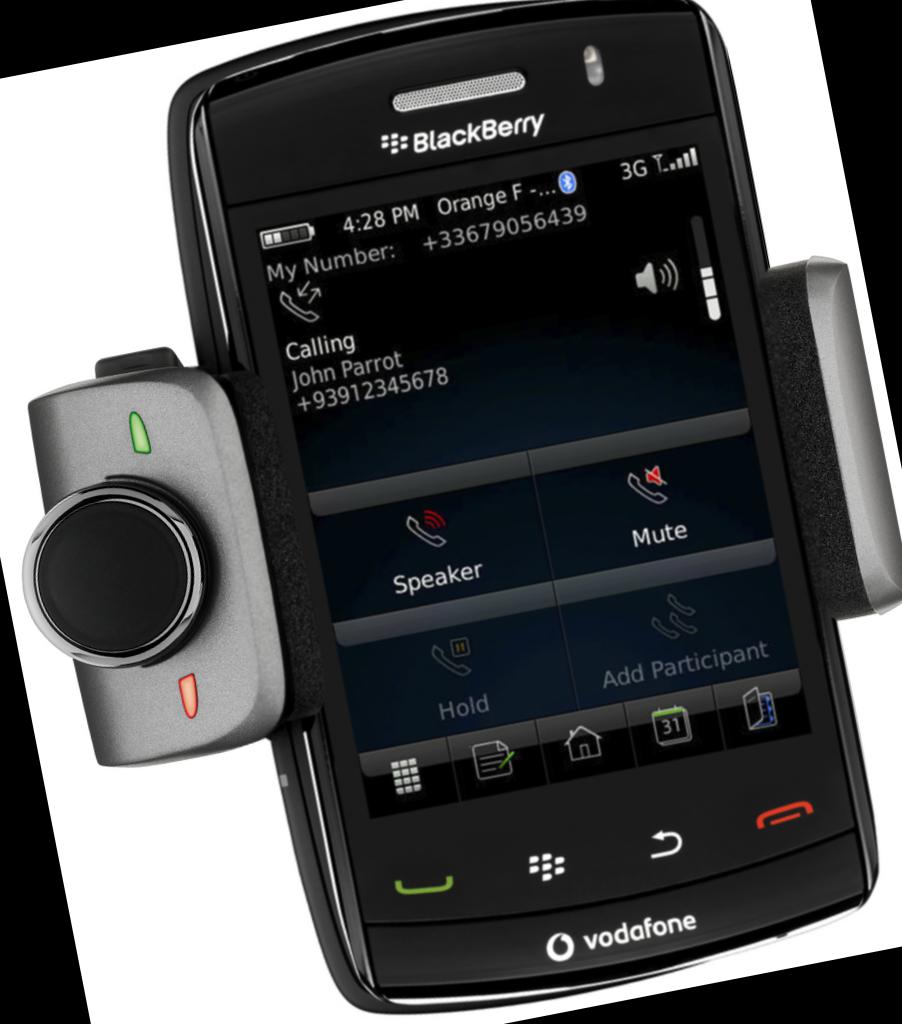 BlackBerry
4:28 PM Orange F -... 3G
My Number: +33679056439
Calling
John Parrot
+93912345678
Speaker Mute
Hold Add Participant
31
vodafone